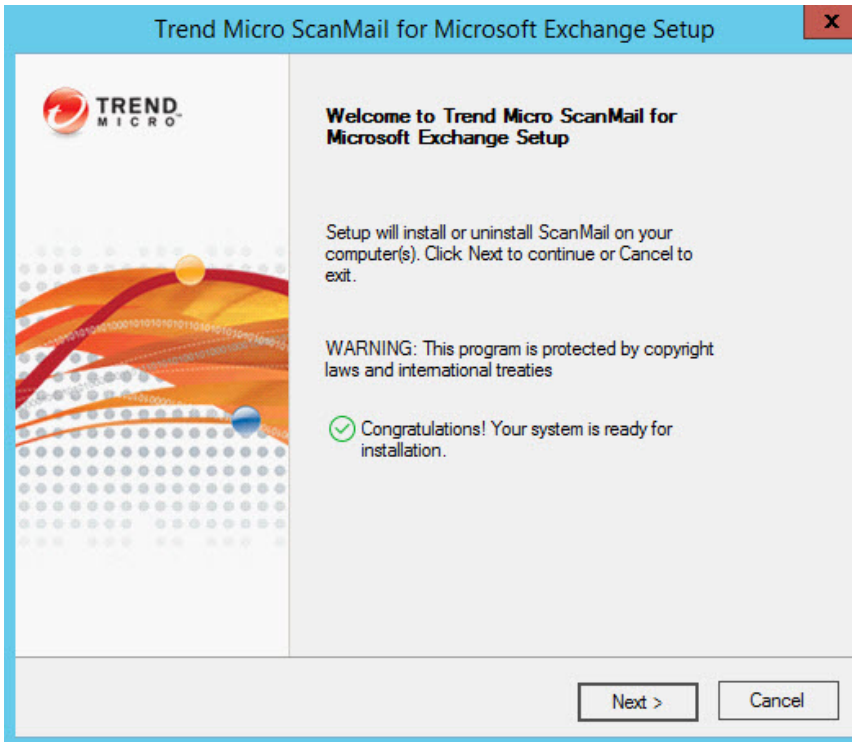 Trend Micro ScanMail for Microsoft Exchange Setup
x
TREND
MICRO™
Welcome to Trend Micro ScanMail for
Microsoft Exchange Setup
Setup will install or uninstall ScanMail on your
computer(s). Click Next to continue or Cancel to
exit.
WARNING: This program is protected by copyright
laws and international treaties
Congratulations! Your system is ready for
installation.
Next >
Cancel